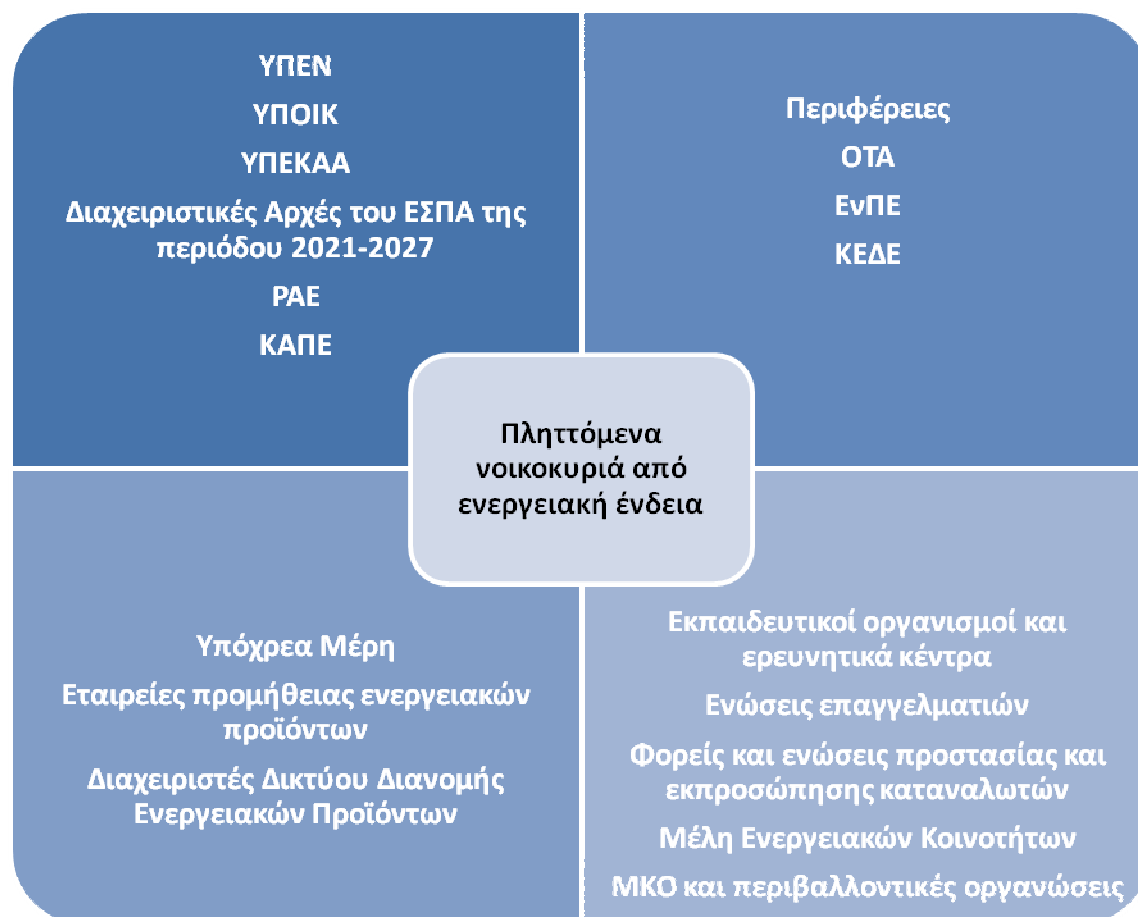 ΥΠΕΝ
ΥΠΟΙΚ
ΥΠΕΚΑΑ
Διαχειριστικές Αρχές του ΕΣΠΑ της
περιόδου 2021-2027
ΡΑΕ
ΚΑΠΕ
Περιφέρειες
ΟΤΑ
ΕνΠΕ
ΚΕΔΕ
Πληττόμενα
νοικοκυριά από
ενεργειακή ένδεια
Υπόχρεα Μέρη
Εταιρείες προμήθειας ενεργειακών
προϊόντων
Διαχειριστές Δικτύου Διανομής
Ενεργειακών Προϊόντων
Εκπαιδευτικοί οργανισμοί και
ερευνητικά κέντρα
Ενώσεις επαγγελματιών
Φορείς και ενώσεις προστασίας και
εκπροσώπησης καταναλωτών
Μέλη Ενεργειακών Κοινοτήτων
ΜΚΟ και περιβαλλοντικές οργανώσεις